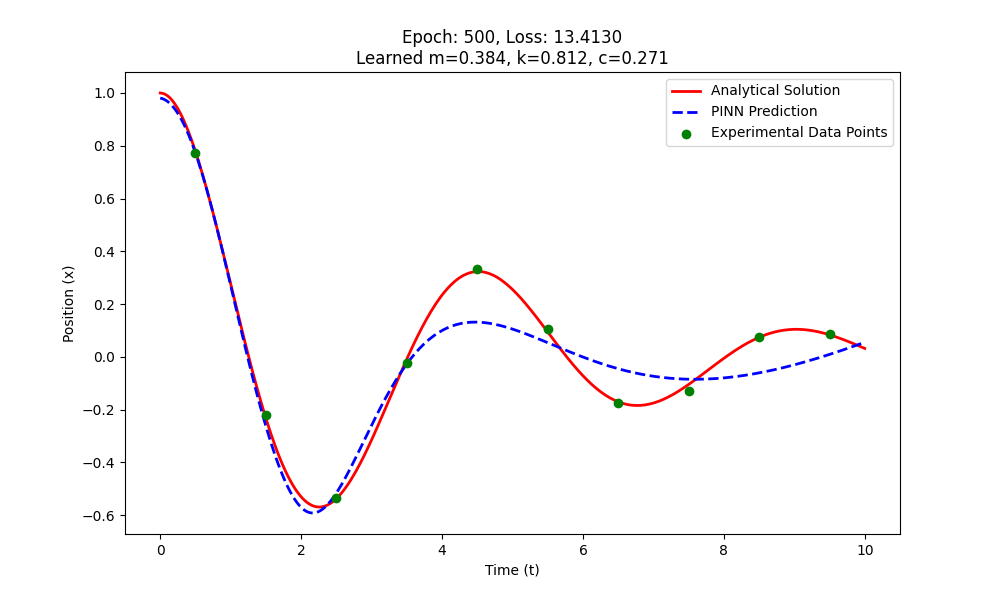 Epoch: 500, Loss: 13.4130
Learned m=0.384, k=0.812, c=0.271
Analytical Solution
PINN Prediction
Experimental Data Points
1.0
0.8
0.6
0.4
0.2
0.0
−0.2
−0.4
−0.6
Position (x)
0 2 4 6 8 10
Time (t)